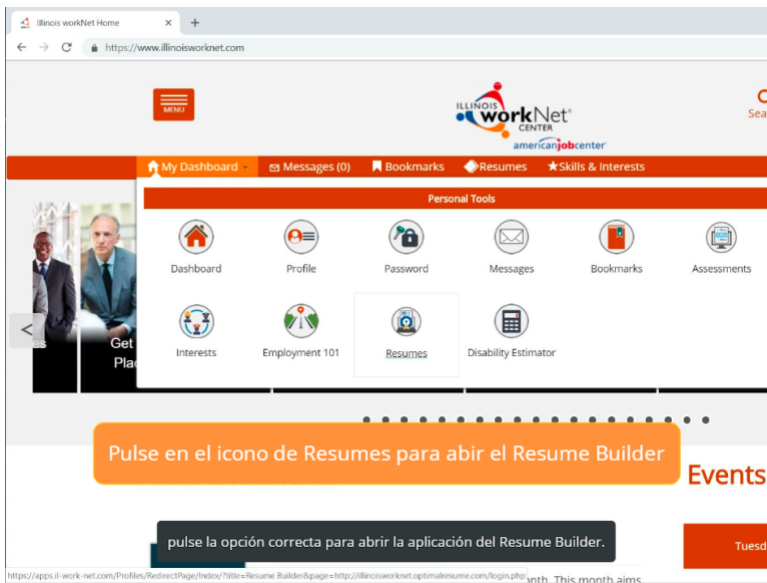 Illinois workNet Home
https://www.illinoisworknet.com
MENU
ILLINOIS
workNet
CENTER
americanjobcenter
Sea
My Dashboard Messages (0) Bookmarks Resumes Skills & Interests
Personal Tools
Dashboard Profile Password Messages Bookmarks Assessments
Interests Employment 101 Resumes Disability Estimator
es Get
Pla
Pulse en el icono de Resumes para abir el Resume Builder
Events
pulse la opción correcta para abrir la aplicación del Resume Builder.
Tuesd
https://apps.il-work-net.com/Profiles/RedirectPage/Index/?title=Resume Builder&page=http://illinoisworknet.optimalresume.com/login.php
onth. This month aims